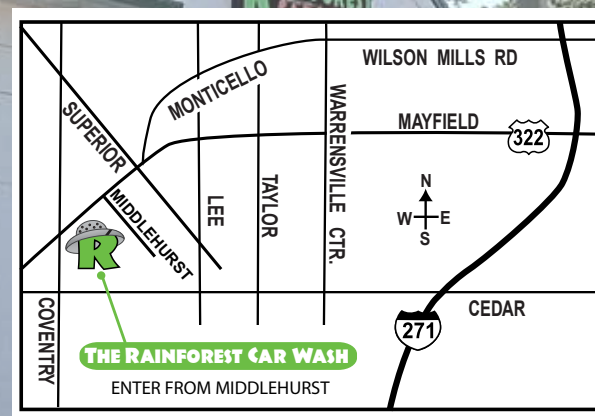 WILSON MILLS RD
MONTICELLO
SUPERIOR
MAYFIELD
322
WARRENSVILLE CTR.
MIDDLEHURST
LEE
TAYLOR
N
W E
S
R
COVENTRY
CEDAR
271
THE RAINFOREST CAR WASH
ENTER FROM MIDDLEHURST